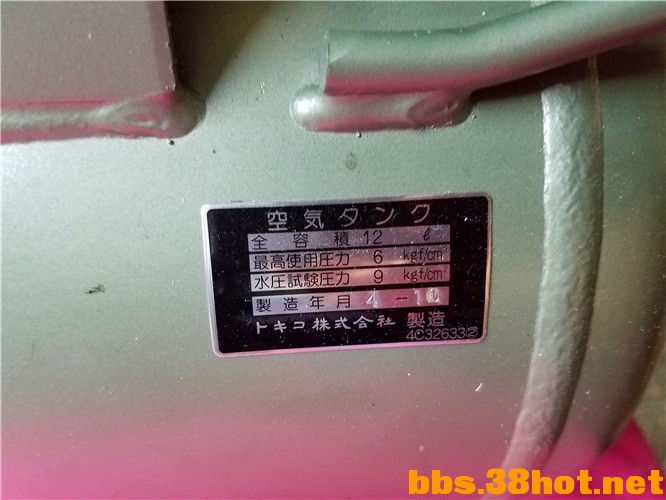 空気タンク
全容積 12 ℓ
最高使用圧力 6 kgf/cm²
水圧試験圧力 9 kgf/cm²
製造年月 4-10
トキコ株式会社 製造
4C32633②
bbs.38hot.net